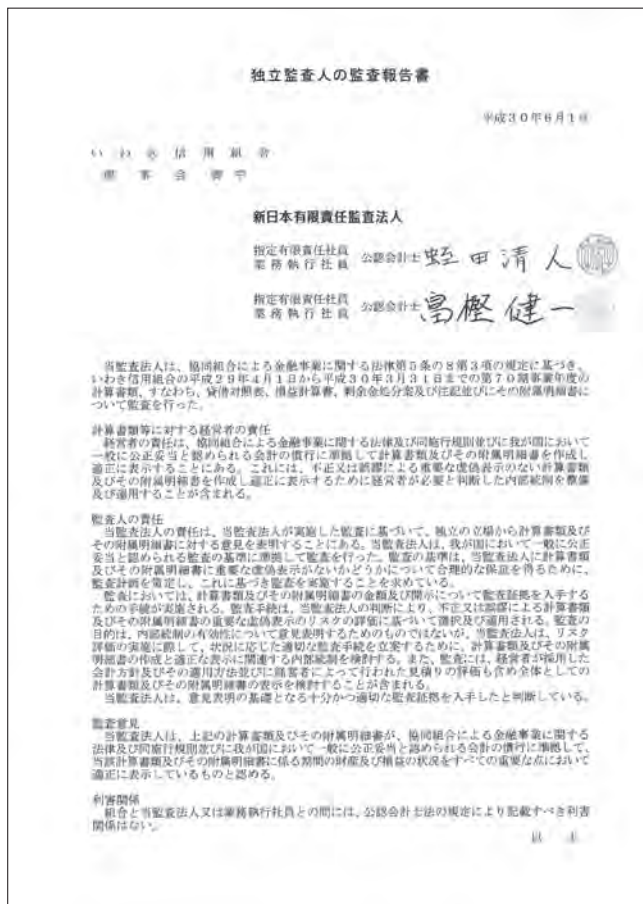 独立監査人の監査報告書
平成30年6月1日
いわき信用組合
理事会御中
新日本有限責任監査法人
指定有限責任社員
業務執行社員 公認会計士 蛭田清人
指定有限責任社員
業務執行社員 公認会計士 富樫健一
当監査法人は、協同組合による金融事業に関する法律第5条の8第3項の規定に基づき、
いわき信用組合の平成29年4月1日から平成30年3月31日までの第70期事業年度の
計算書類、すなわち、貸借対照表、損益計算書、剰余金処分案及び注記並びにその附属明細書に
ついて監査を行った。
計算書類等に対する経営者の責任
経営者の責任は、協同組合による金融事業に関する法律及び同施行規則並びに我が国において
一般に公正妥当と認められる会計の慣行に準拠して計算書類及びその附属明細書を作成し
適正に表示することにある。これには、不正又は誤謬による重要な虚偽表示のない計算書類
及びその附属明細書を作成し適正に表示するために経営者が必要と判断した内部統制を整備
及び運用することが含まれる。
監査人の責任
当監査法人の責任は、当監査法人が実施した監査に基づいて、独立の立場から計算書類及び
その附属明細書に対する意見を表明することにある。当監査法人は、我が国において一般に公正
妥当と認められる監査の基準に準拠して監査を行った。監査の基準は、当監査法人に計算書類
及びその附属明細書に重要な虚偽表示がないかどうかについて合理的な保証を得るために、
監査計画を策定し、これに基づき監査を実施することを求めている。
監査においては、計算書類及びその附属明細書の金額及び開示について監査証拠を入手する
ための手続が実施される。監査手続は、当監査法人の判断により、不正又は誤謬による計算書類
及びその附属明細書の重要な虚偽表示のリスクの評価に基づいて選択及び適用される。監査の
目的は、内部統制の有効性について意見表明するためのものではないが、当監査法人は、リスク
評価の実施に際して、状況に応じた適切な監査手続を立案するために、計算書類及びその附属
明細書の作成と適正な表示に関連する内部統制を検討する。また、監査には、経営者が採用した
会計方針及びその適用方法並びに経営者によって行われた見積りの評価も含め全体としての
計算書類及びその附属明細書の表示を検討することが含まれる。
当監査法人は、意見表明の基礎となる十分かつ適切な監査証拠を入手したと判断している。
監査意見
当監査法人は、上記の計算書類及びその附属明細書が、協同組合による金融事業に関する
法律及び同施行規則並びに我が国において一般に公正妥当と認められる会計の慣行に準拠して、
当該計算書類及びその附属明細書に係る期間の財産及び損益の状況をすべての重要な点において
適正に表示しているものと認める。
利害関係
組合と当監査法人又は業務執行社員との間には、公認会計士法の規定により記載すべき利害
関係はない。
以上